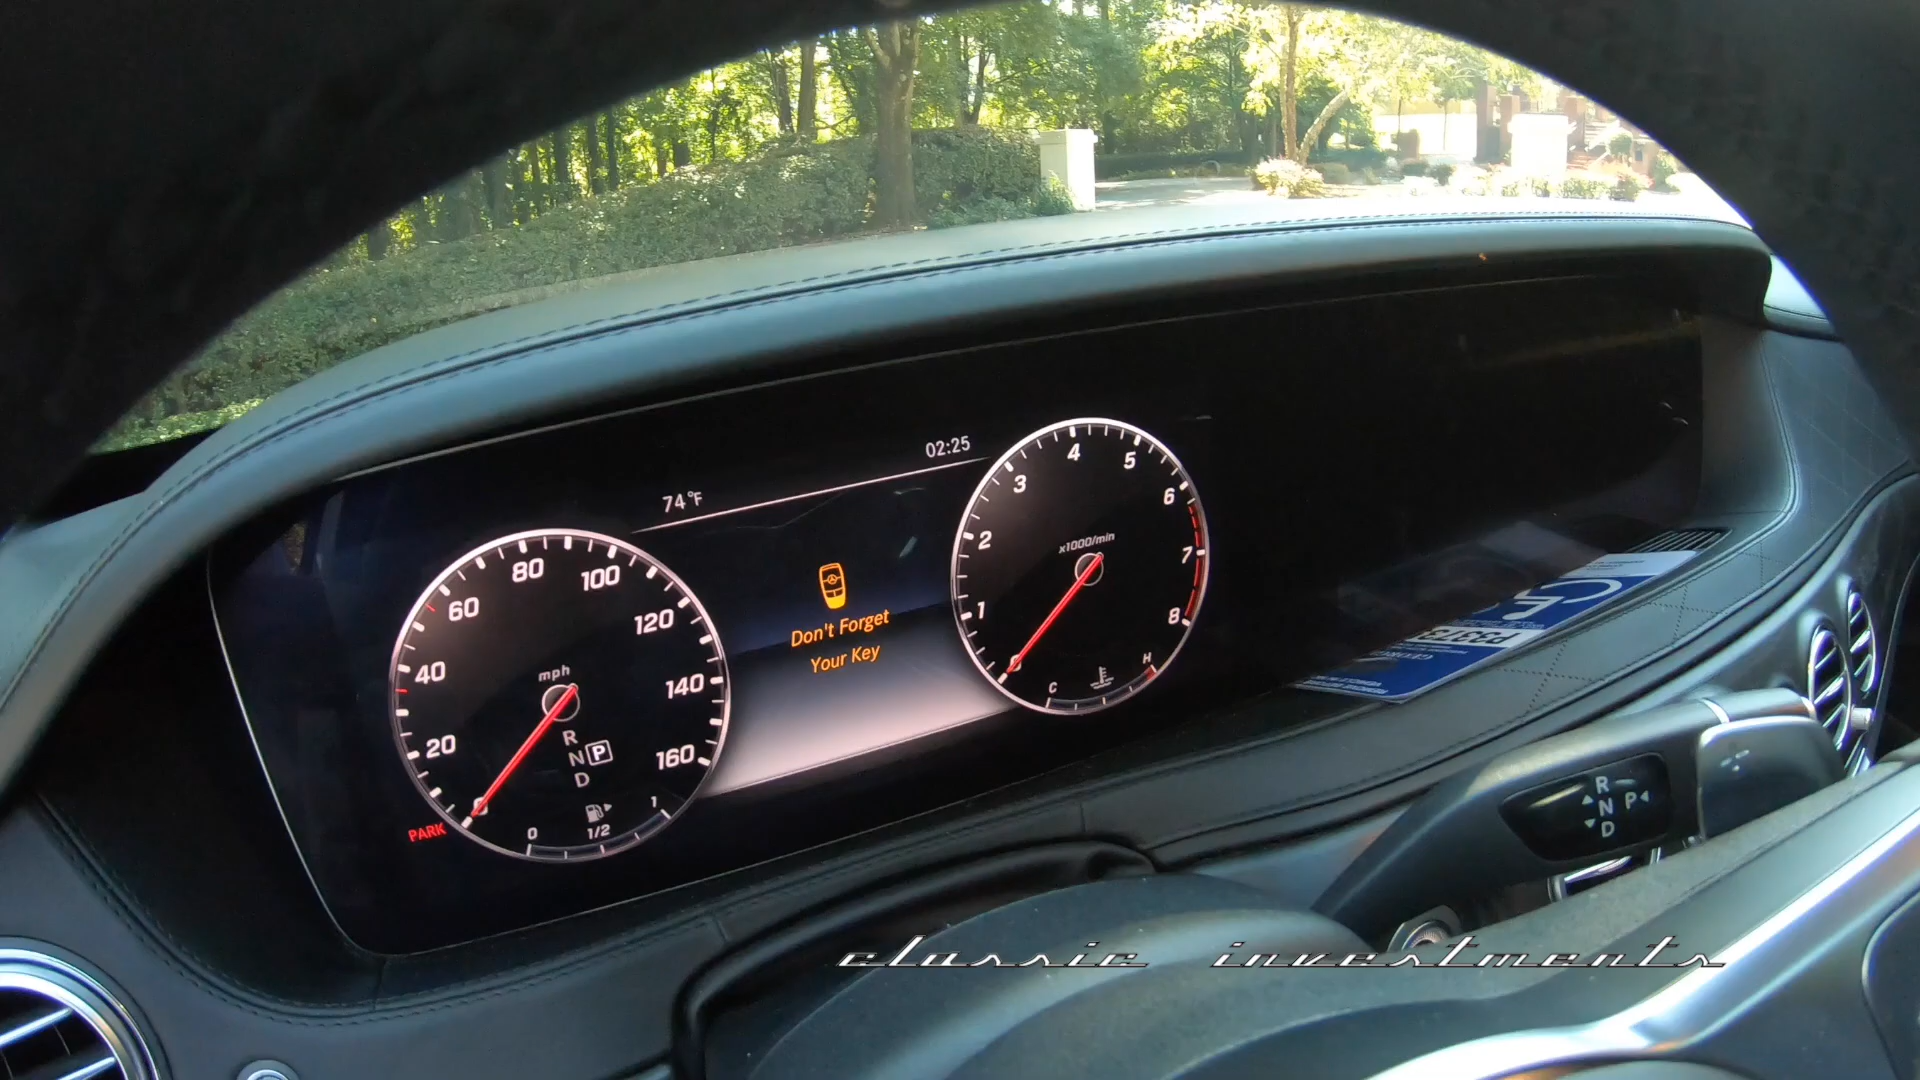 74°F
02:25
Don't Forget
Your Key
0
20
40
60
80
100
120
140
160
mph
R
N P
D
0
1/2
1
PARK
1
2
3
4
5
6
7
8
x1000/min
C
H
R
N P
D
classic investments